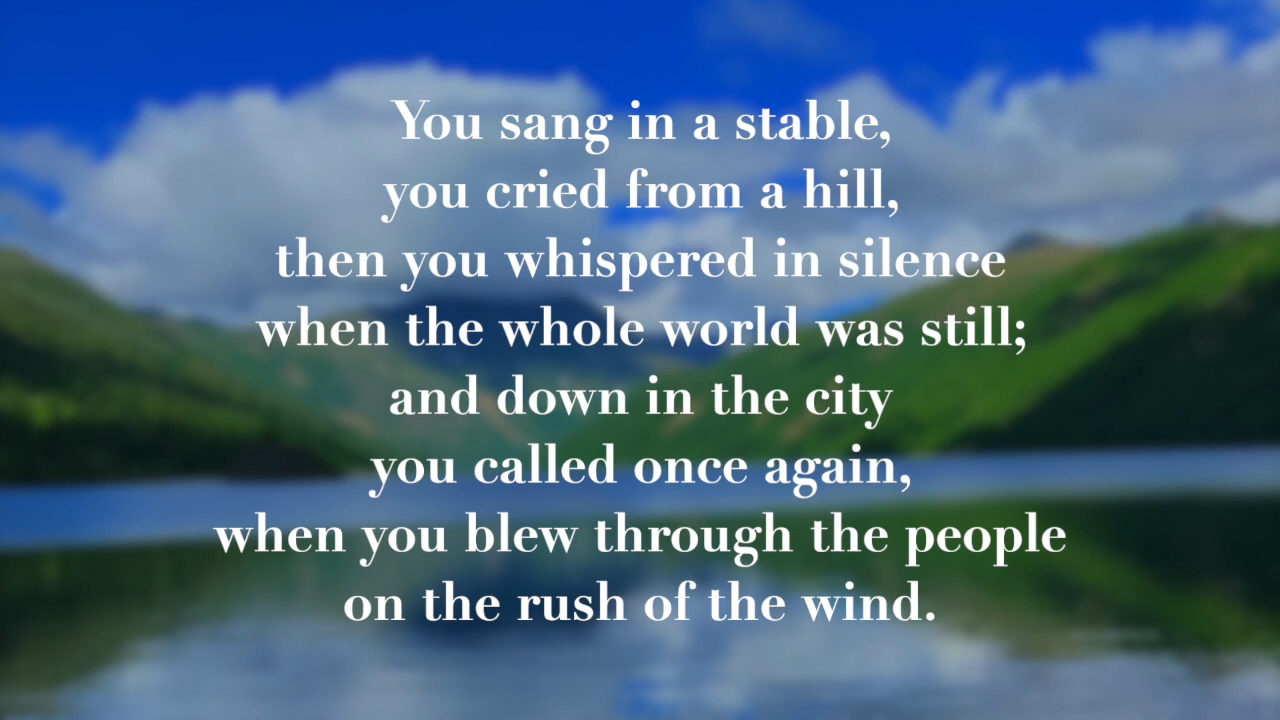 You sang in a stable,
you cried from a hill,
then you whispered in silence
when the whole world was still;
and down in the city
you called once again,
when you blew through the people
on the rush of the wind.